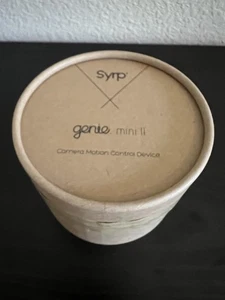 syrp
genie mini II
Camera Motion Control Device